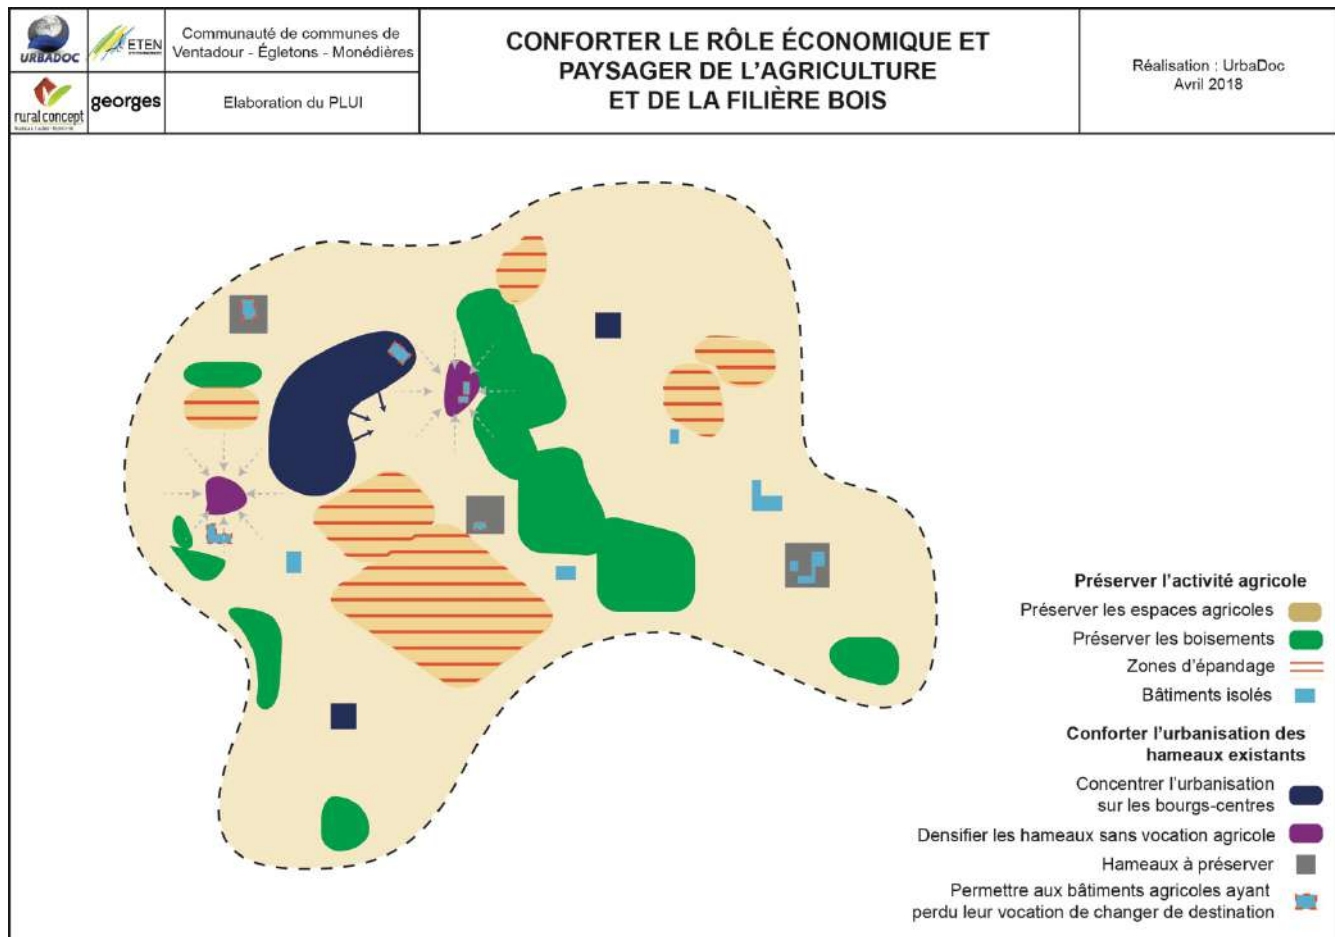 URBADOC
ETEN
Communauté de communes de
Ventadour - Égletons - Monédières
rural concept
georges
Elaboration du PLUI
CONFORTER LE RÔLE ÉCONOMIQUE ET
PAYSAGER DE L'AGRICULTURE
ET DE LA FILIÈRE BOIS
Réalisation : UrbaDoc
Avril 2018
Préserver l'activité agricole
Préserver les espaces agricoles
Préserver les boisements
Zones d'épandage
Bâtiments isolés
Conforter l'urbanisation des
hameaux existants
Concentrer l'urbanisation
sur les bourgs-centres
Densifier les hameaux sans vocation agricole
Hameaux à préserver
Permettre aux bâtiments agricoles ayant
perdu leur vocation de changer de destination